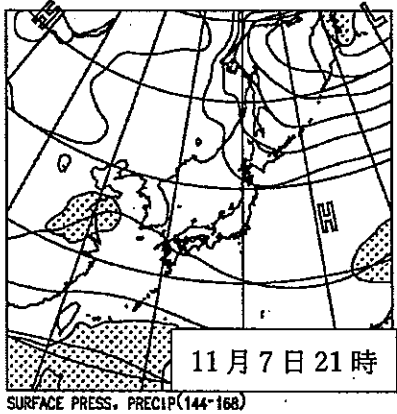 H
L
H
11月7日21時
SURFACE PRESS, PRECIP(144-168)